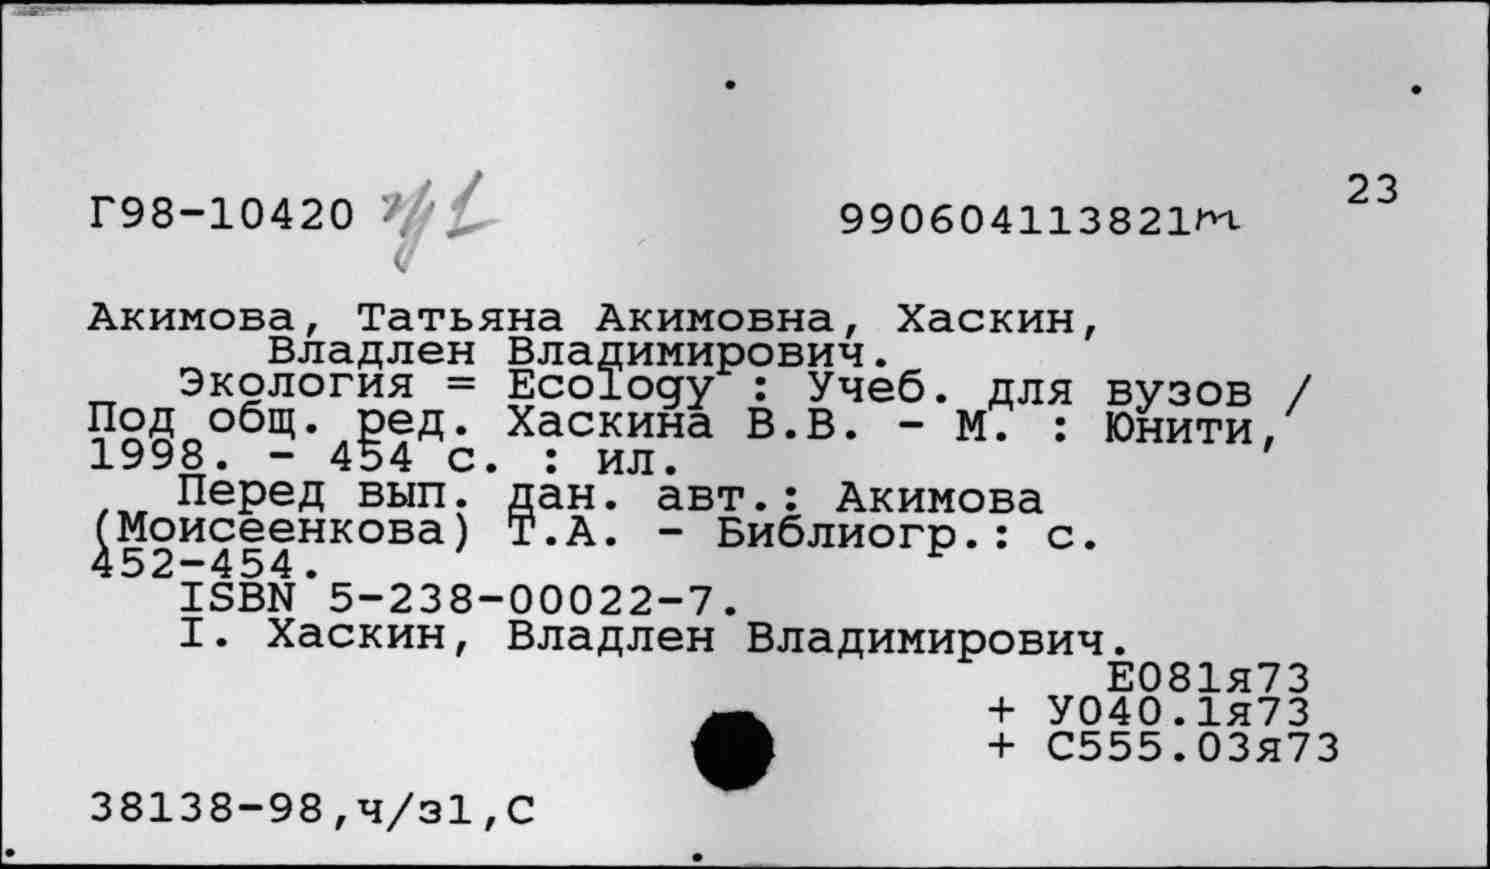 23
Г98-10420 990604113821m
Акимова, Татьяна Акимовна, Хаскин,
Владлен Владимирович.
Экология = Ecology : Учеб. для вузов /
Под общ. ред. Хаскина В.В. - М. : Юнити,
1998. - 454 с. : ил.
Перед вып. дан. авт.: Акимова
(Моисеенкова) Т.А. - Библиогр.: с.
452-454.
ISBN 5-238-00022-7.
I. Хаскин, Владлен Владимирович.
Е081я73
+ У040.1я73
+ С555.03я73
38138-98,ч/з1,С